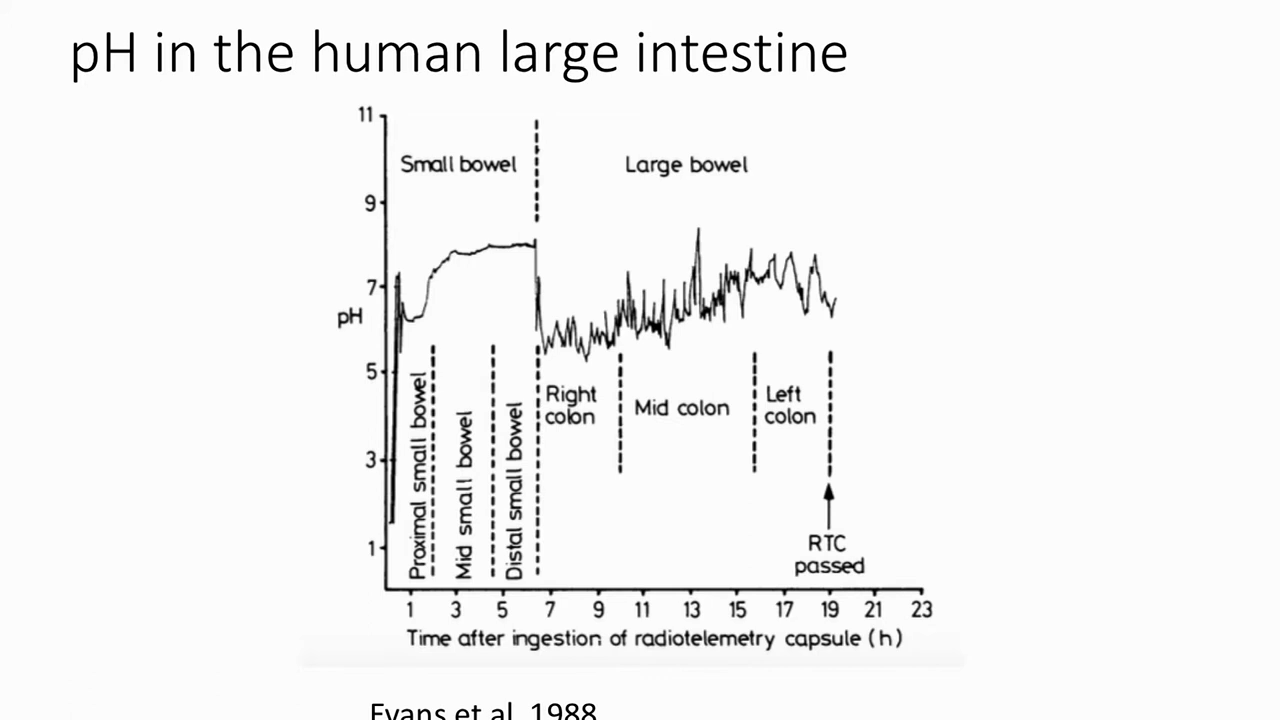 pH in the human large intestine
11
9
7
5
3
1
pH
Small bowel
Large bowel
Proximal small bowel
Mid small bowel
Distal small bowel
Right
colon
Mid colon
Left
colon
RTC
passed
1 3 5 7 9 11 13 15 17 19 21 23
Time after ingestion of radiotelemetry capsule (h)
Evans et al. 1988